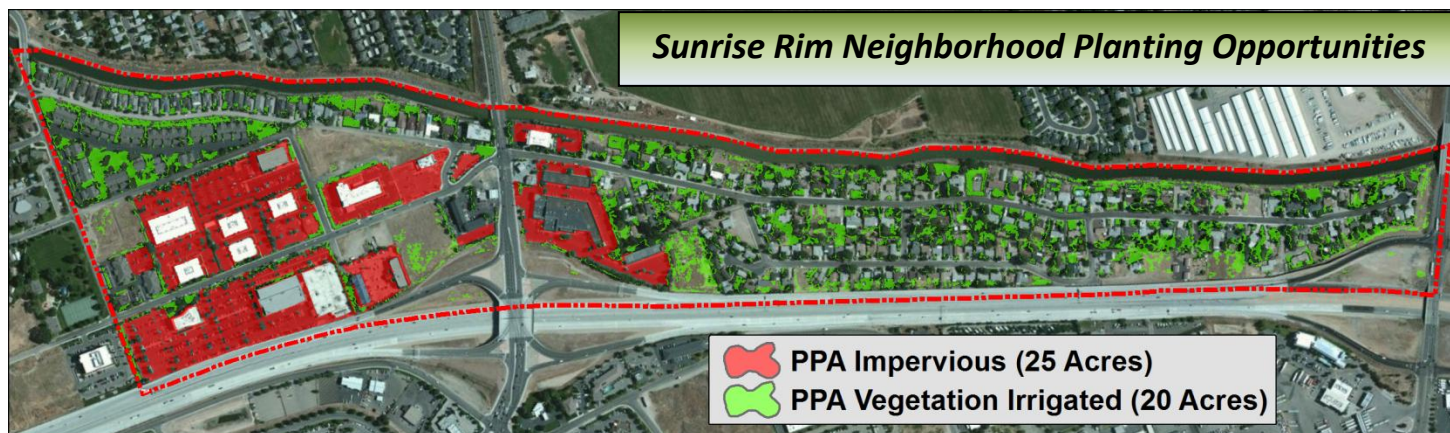 Sunrise Rim Neighborhood Planting Opportunities
PPA Impervious (25 Acres)
PPA Vegetation Irrigated (20 Acres)